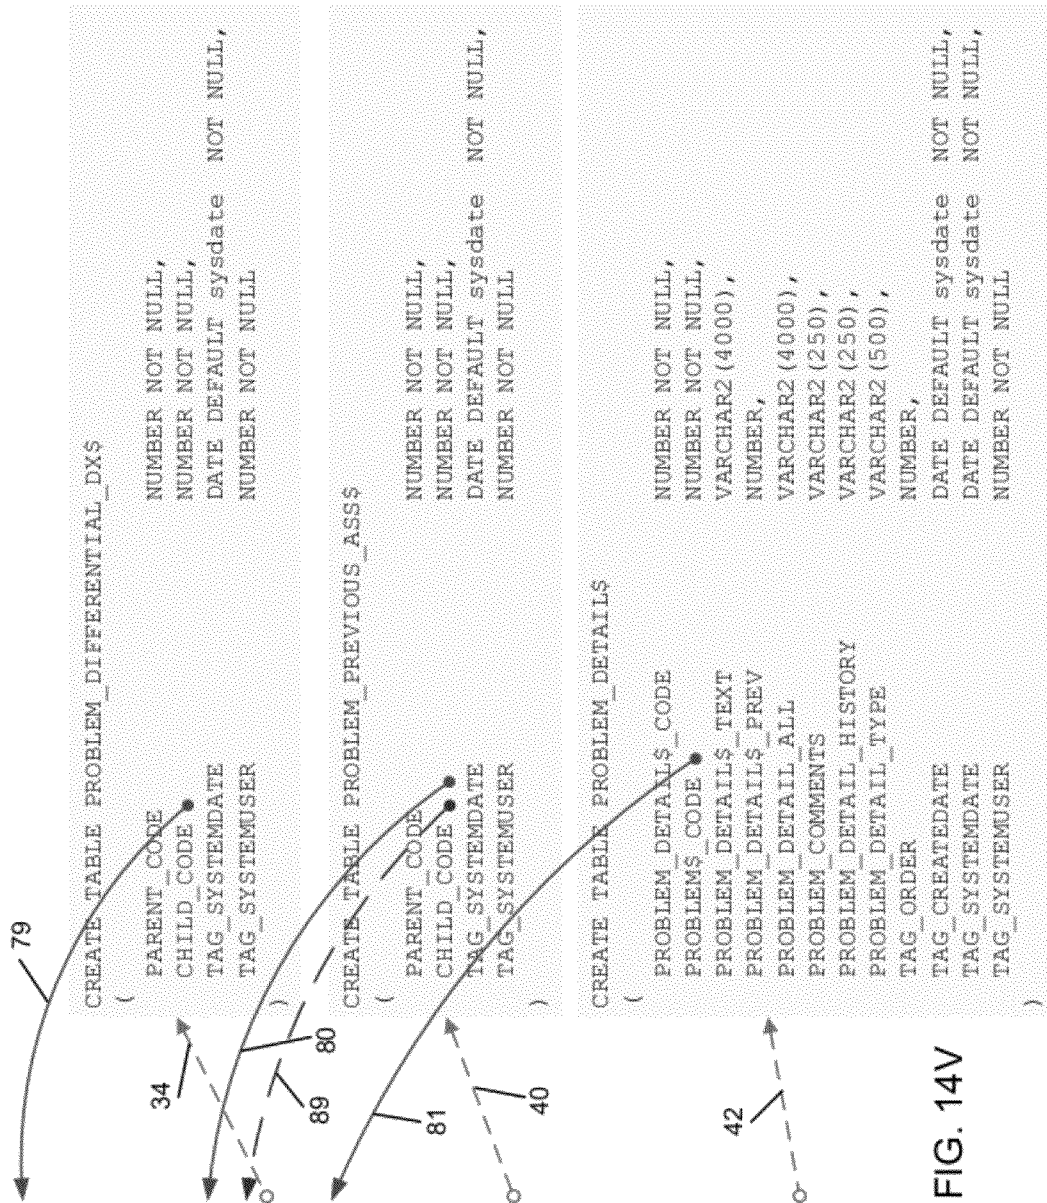 79
CREATE TABLE PROBLEM_DIFFERENTIAL_DX$
(
PARENT_CODE NUMBER NOT NULL,
CHILD_CODE NUMBER NOT NULL,
TAG_SYSTEMDATE DATE DEFAULT sysdate NOT NULL,
TAG_SYSTEMUSER NUMBER NOT NULL
)
34
80
89
CREATE TABLE PROBLEM_PREVIOUS_ASS$
(
PARENT_CODE NUMBER NOT NULL,
CHILD_CODE NUMBER NOT NULL,
TAG_SYSTEMDATE DATE DEFAULT sysdate NOT NULL,
TAG_SYSTEMUSER NUMBER NOT NULL
)
81
40
CREATE TABLE PROBLEM_DETAILS$
(
PROBLEM_DETAILS$_CODE NUMBER NOT NULL,
PROBLEM$_CODE NUMBER NOT NULL,
PROBLEM_DETAILS$_TEXT VARCHAR2(4000),
PROBLEM_DETAILS$_PREV NUMBER,
PROBLEM_DETAIL_ALL VARCHAR2(4000),
PROBLEM_COMMENTS VARCHAR2(250),
PROBLEM_DETAIL_HISTORY VARCHAR2(250),
PROBLEM_DETAIL_TYPE VARCHAR2(500),
TAG_ORDER NUMBER,
TAG_CREATEDATE DATE DEFAULT sysdate NOT NULL,
TAG_SYSTEMDATE DATE DEFAULT sysdate NOT NULL,
TAG_SYSTEMUSER NUMBER NOT NULL
)
42
FIG. 14V